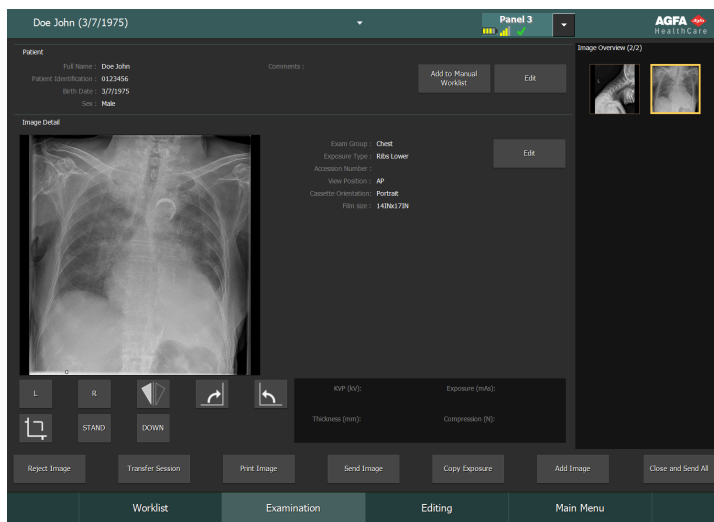 Doe John (3/7/1975)
Panel 3
AGFA
HealthCare
Patient
Full Name : Doe John
Patient Identification : 0123456
Birth Date : 3/7/1975
Sex : Male
Comments :
Add to Manual
Worklist
Edit
Image Overview (2/2)
Image Detail
Exam Group : Chest
Exposure Type : Ribs Lower
Accession Number :
View Position : AP
Cassette Orientation: Portrait
Film size : 14INx17IN
Edit
L
R
STAND
DOWN
KVP (kV):
Exposure (mAs):
Thickness (mm):
Compression (N):
Reject Image
Transfer Session
Print Image
Send Image
Copy Exposure
Add Image
Close and Send All
Worklist
Examination
Editing
Main Menu